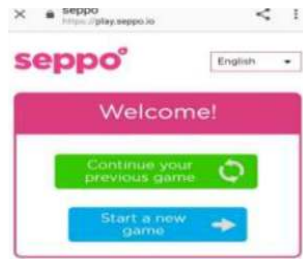 seppo
https://play.seppo.io
seppo
English
Welcome!
Continue your
previous game
Start a new
game